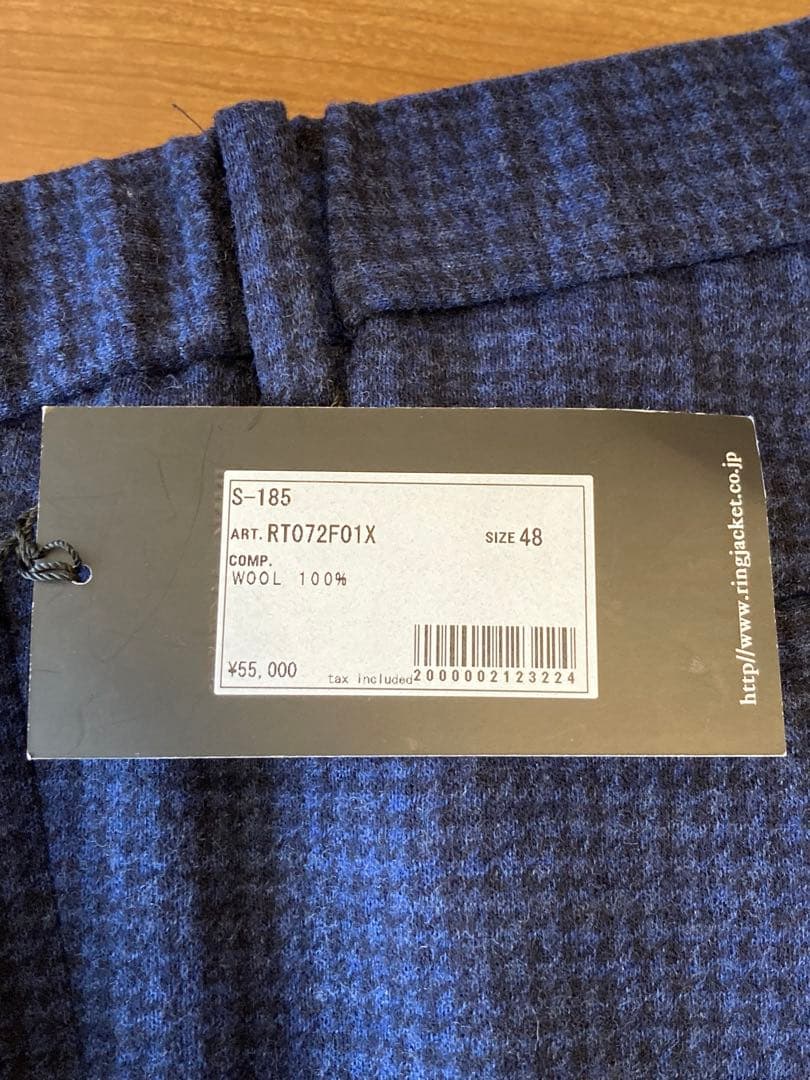 S-185
ART. RT072F01X SIZE 48
COMP.
WOOL 100%
¥55,000 tax included
2000002123224
http//www.ringjacket.co.jp